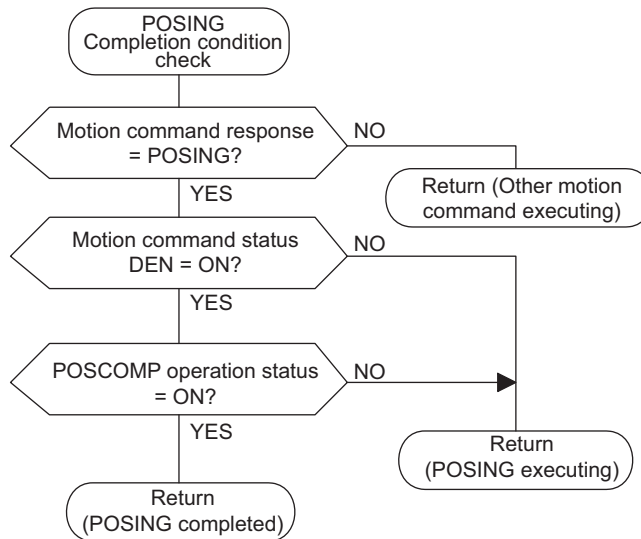 POSING
Completion condition
check
Motion command response
= POSING?
NO
YES
Return (Other motion
command executing)
Motion command status
DEN = ON?
NO
YES
POSCOMP operation status
= ON?
NO
YES
Return
(POSING executing)
Return
(POSING completed)